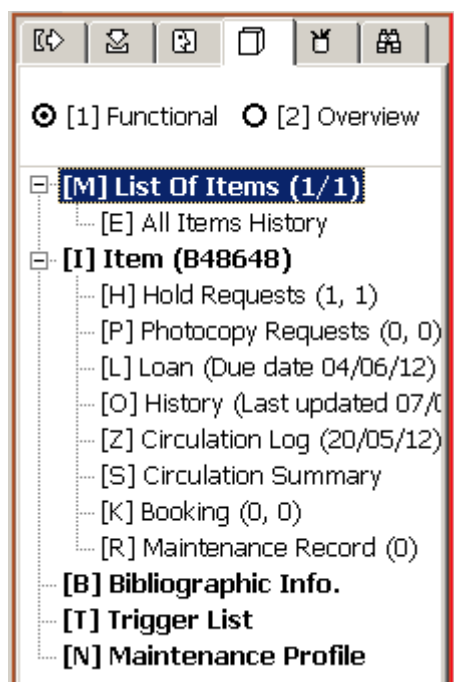 [1] Functional [2] Overview
[M] List Of Items (1/1)
[E] All Items History
[I] Item (B48648)
[H] Hold Requests (1, 1)
[P] Photocopy Requests (0, 0)
[L] Loan (Due date 04/06/12)
[O] History (Last updated 07/
[Z] Circulation Log (20/05/12)
[S] Circulation Summary
[K] Booking (0, 0)
[R] Maintenance Record (0)
[B] Bibliographic Info.
[T] Trigger List
[N] Maintenance Profile